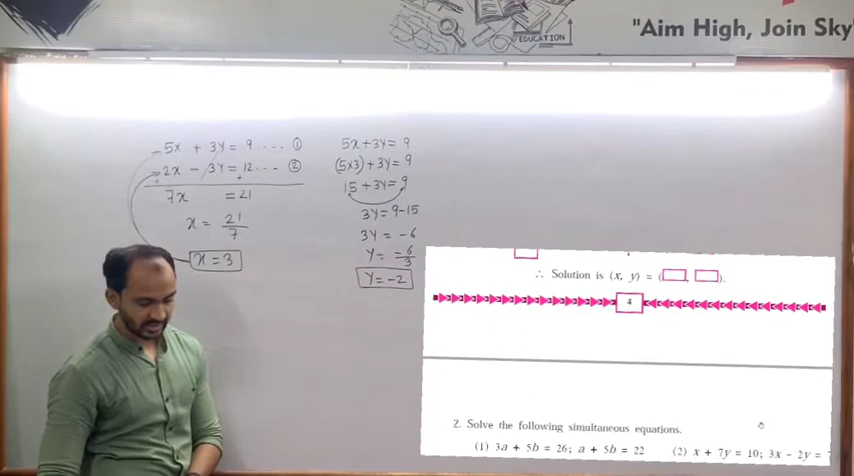 EDUCATION
"Aim High, Join Sky
5x + 3y = 9 .... ①
2x - 3y = 12 ... ②
+
7x = 21
x = 21/7
x = 3
5x + 3y = 9
(5×3) + 3y = 9
15 + 3y = 9
3y = 9 - 15
3y = -6
y = -6/3
y = -2
∴ Solution is (x, y) = (□, □).
4
2. Solve the following simultaneous equations.
(1) 3a + 5b = 26; a + 5b = 22 (2) x + 7y = 10; 3x - 2y =